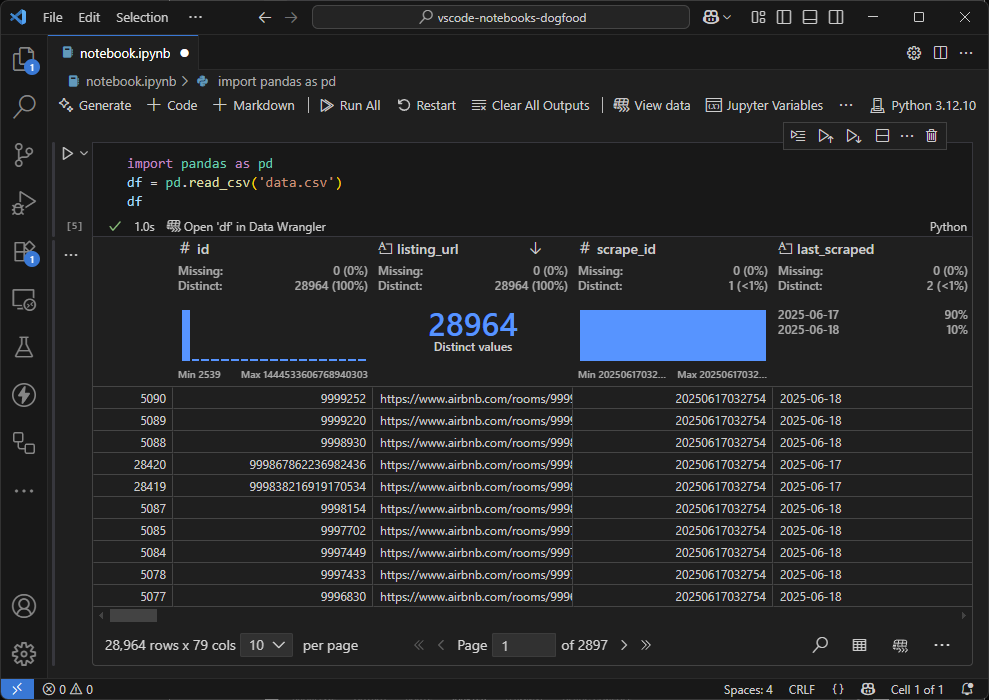 File Edit Selection ··· vscode-notebooks-dogfood
notebook.ipynb
notebook.ipynb > import pandas as pd
Generate + Code + Markdown | Run All Restart Clear All Outputs | View data Jupyter Variables ··· Python 3.12.10
1
1
import pandas as pd
df = pd.read_csv('data.csv')
df
[5] 1.0s Open 'df' in Data Wrangler Python
# id listing_url # scrape_id last_scraped
Missing: 0 (0%) Missing: 0 (0%) Missing: 0 (0%) Missing: 0 (0%)
Distinct: 28964 (100%) Distinct: 28964 (100%) Distinct: 1 (<1%) Distinct: 2 (<1%)
28964
Distinct values
2025-06-17 90%
2025-06-18 10%
Min 2539 Max 1444533606768940303 Min 20250617032... Max 20250617032...
5090 9999252 https://www.airbnb.com/rooms/9999 20250617032754 2025-06-18
5089 9999220 https://www.airbnb.com/rooms/9999 20250617032754 2025-06-18
5088 9998930 https://www.airbnb.com/rooms/9998 20250617032754 2025-06-18
28420 999867862236982436 https://www.airbnb.com/rooms/9998 20250617032754 2025-06-17
28419 999838216919170534 https://www.airbnb.com/rooms/9998 20250617032754 2025-06-17
5087 9998154 https://www.airbnb.com/rooms/9998 20250617032754 2025-06-18
5085 9997702 https://www.airbnb.com/rooms/9997 20250617032754 2025-06-18
5084 9997449 https://www.airbnb.com/rooms/9997 20250617032754 2025-06-18
5078 9997433 https://www.airbnb.com/rooms/9997 20250617032754 2025-06-18
5077 9996830 https://www.airbnb.com/rooms/9996 20250617032754 2025-06-18
28,964 rows x 79 cols 10 per page Page 1 of 2897
0 0 Spaces: 4 CRLF {} Cell 1 of 1